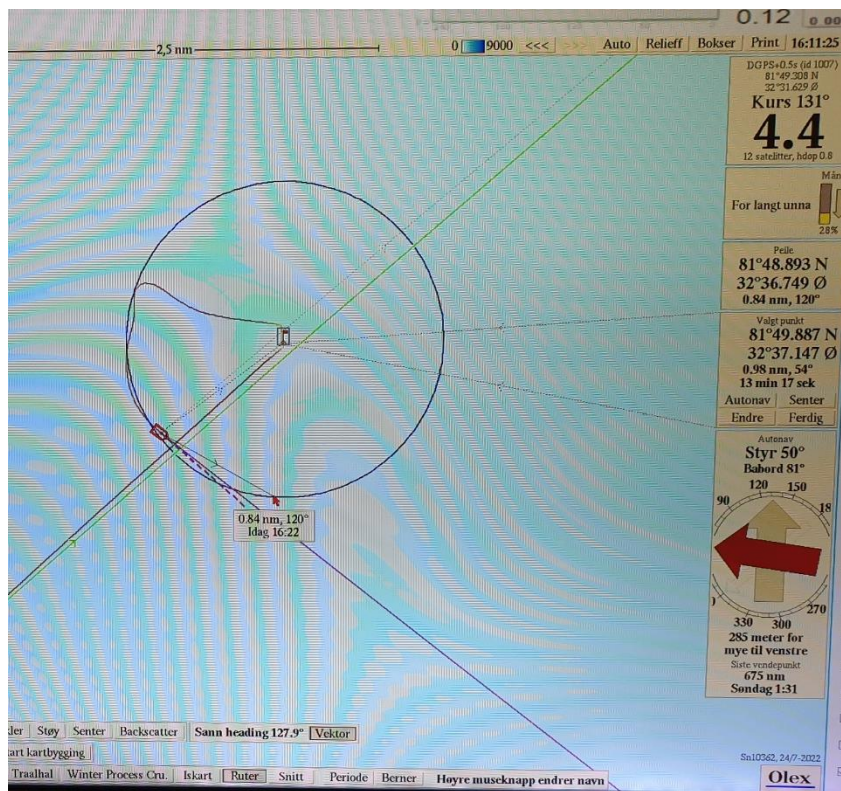 0.12
2,5 nm
0 9000 <<< >>> Auto Relieff Bokser Print 16:11:25
DGPS+0.5s (id 1007)
81°49.308 N
32°31.629 Ø
Kurs 131°
4.4
12 satelitter, hdop 0.8
Mån
For langt unna
28%
Peile
81°48.893 N
32°36.749 Ø
0.84 nm, 120°
Valgt punkt
81°49.887 N
32°37.147 Ø
0.98 nm, 54°
13 min 17 sek
Autonav Senter
Endre Ferdig
Autonav
Styr 50°
Babord 81°
120 150
90 18
270
330 300
285 meter for
mye til venstre
Siste vendepunkt
675 nm
Søndag 1:31
0.84 nm, 120°
Idag 16:22
ler Støy Senter Backscatter Sann heading 127.9° Vektor
art kartbygging
Traalhal Winter Process Cru. Iskart Ruter Snitt Periode Berner Høyre museknapp endrer navn
Sn10362, 24/7-2022
Olex